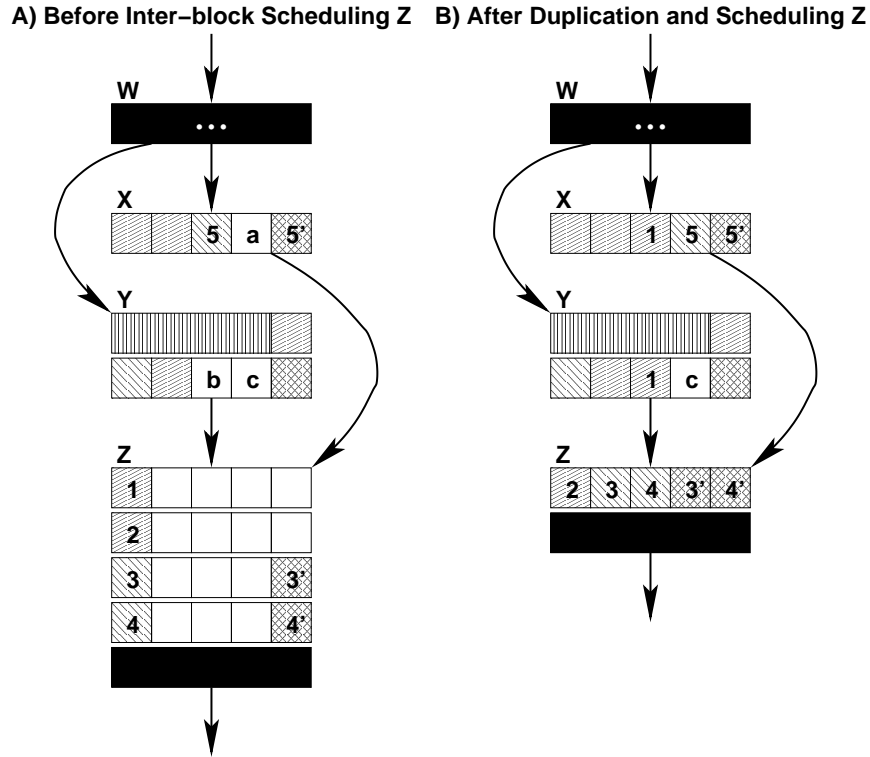 A) Before Inter-block Scheduling Z
W
...
X
5 a 5'
Y
b c
Z
1
2
3 3'
4 4'
B) After Duplication and Scheduling Z
W
...
X
1 5 5'
Y
1 c
Z
2 3 4 3' 4'